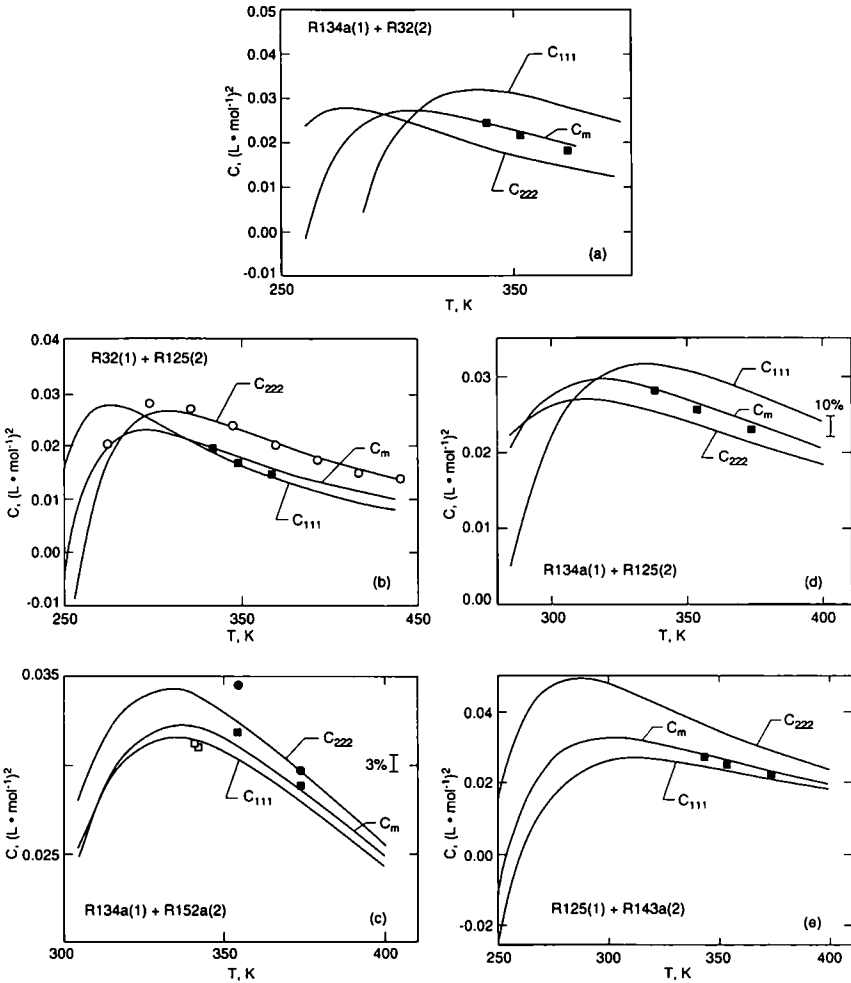 0.05
0.04
0.03
0.02
0.01
0.00
-0.01
C, (L • mol⁻¹)²
R134a(1) + R32(2)
C₁₁₁
Cₘ
C₂₂₂
(a)
250
350
T, K
0.04
0.03
0.02
0.01
0.00
-0.01
C, (L • mol⁻¹)²
R32(1) + R125(2)
C₂₂₂
Cₘ
C₁₁₁
(b)
250
350
450
T, K
0.03
0.02
0.01
0.00
C, (L • mol⁻¹)²
C₁₁₁
10%
Cₘ
C₂₂₂
R134a(1) + R125(2)
(d)
300
350
400
T, K
0.035
0.025
C, (L • mol⁻¹)²
C₂₂₂
3%
C₁₁₁
Cₘ
R134a(1) + R152a(2)
(c)
300
350
400
T, K
0.04
0.02
0.00
-0.02
C, (L • mol⁻¹)²
Cₘ
C₂₂₂
C₁₁₁
R125(1) + R143a(2)
(e)
250
300
350
400
T, K